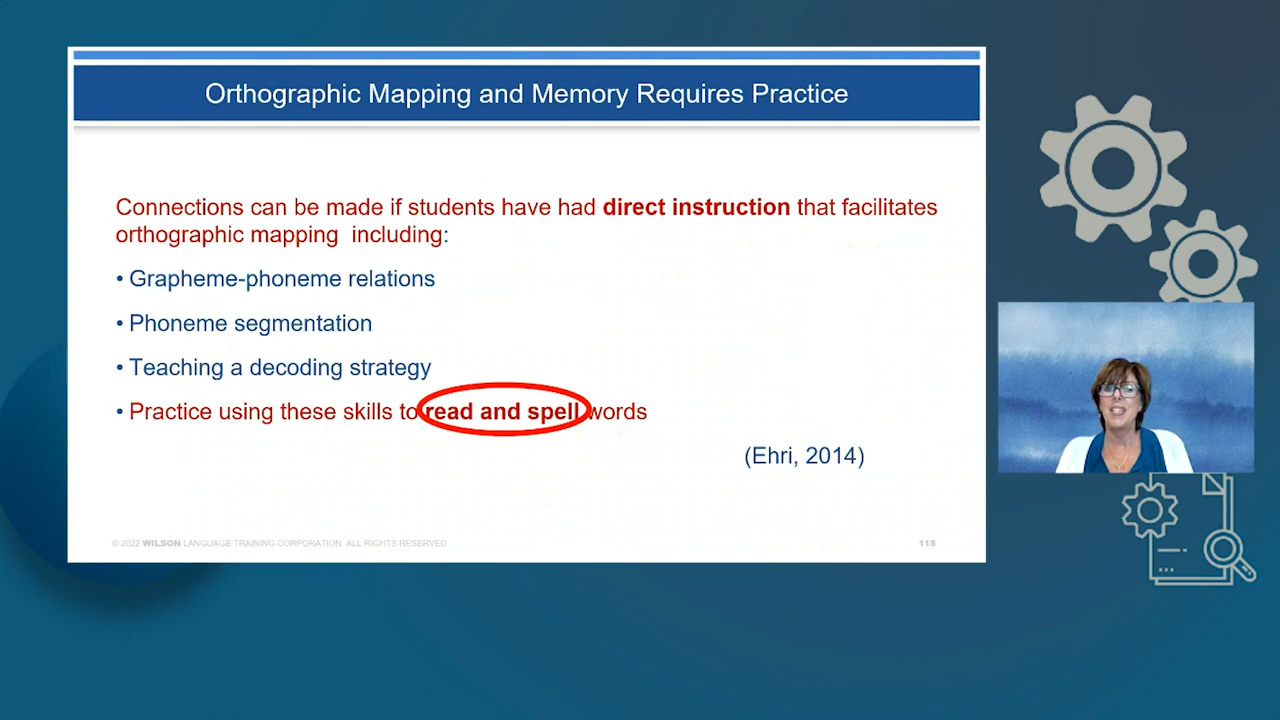 Orthographic Mapping and Memory Requires Practice
Connections can be made if students have had direct instruction that facilitates
orthographic mapping including:
• Grapheme-phoneme relations
• Phoneme segmentation
• Teaching a decoding strategy
• Practice using these skills to read and spell words
(Ehri, 2014)
© 2022 WILSON LANGUAGE TRAINING CORPORATION. ALL RIGHTS RESERVED.
115